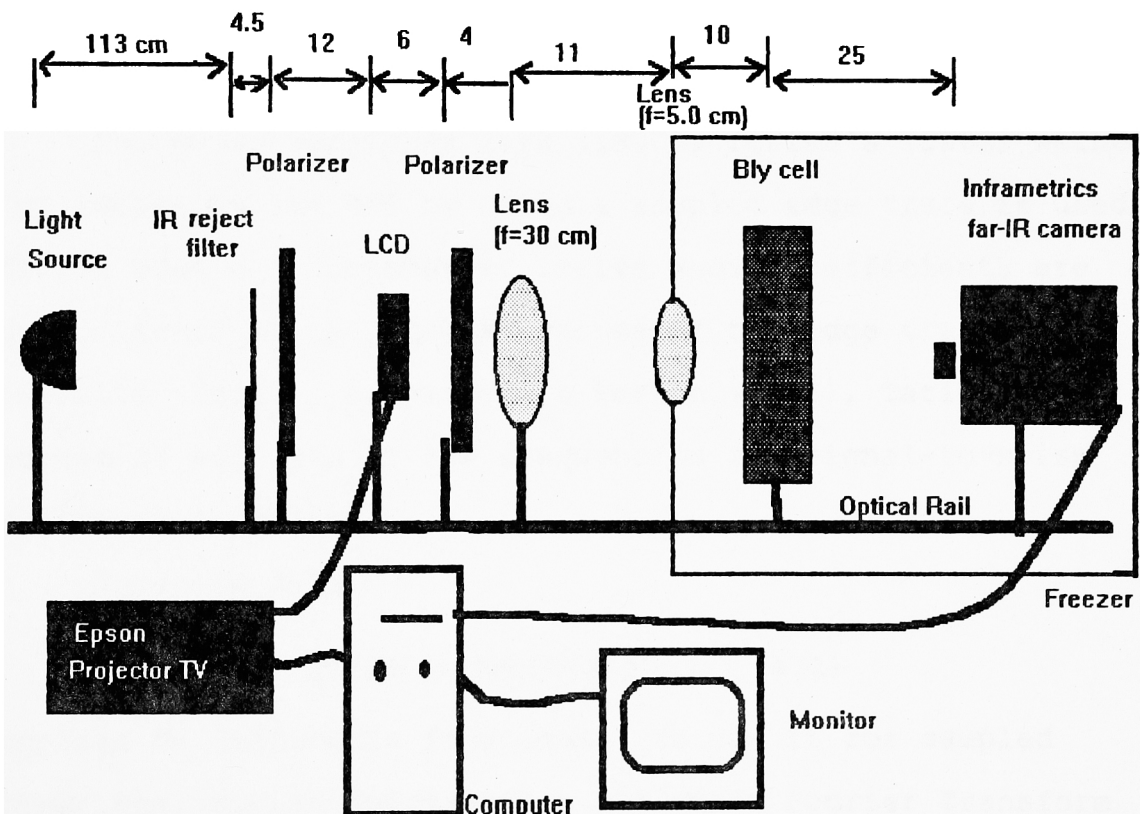 113 cm
4.5
12
6
4
11
10
25
Lens
(f=5.0 cm)
Light
Source
IR reject
filter
Polarizer
LCD
Polarizer
Lens
(f=30 cm)
Bly cell
Inframetrics
far-IR camera
Optical Rail
Freezer
Epson
Projector TV
Computer
Monitor